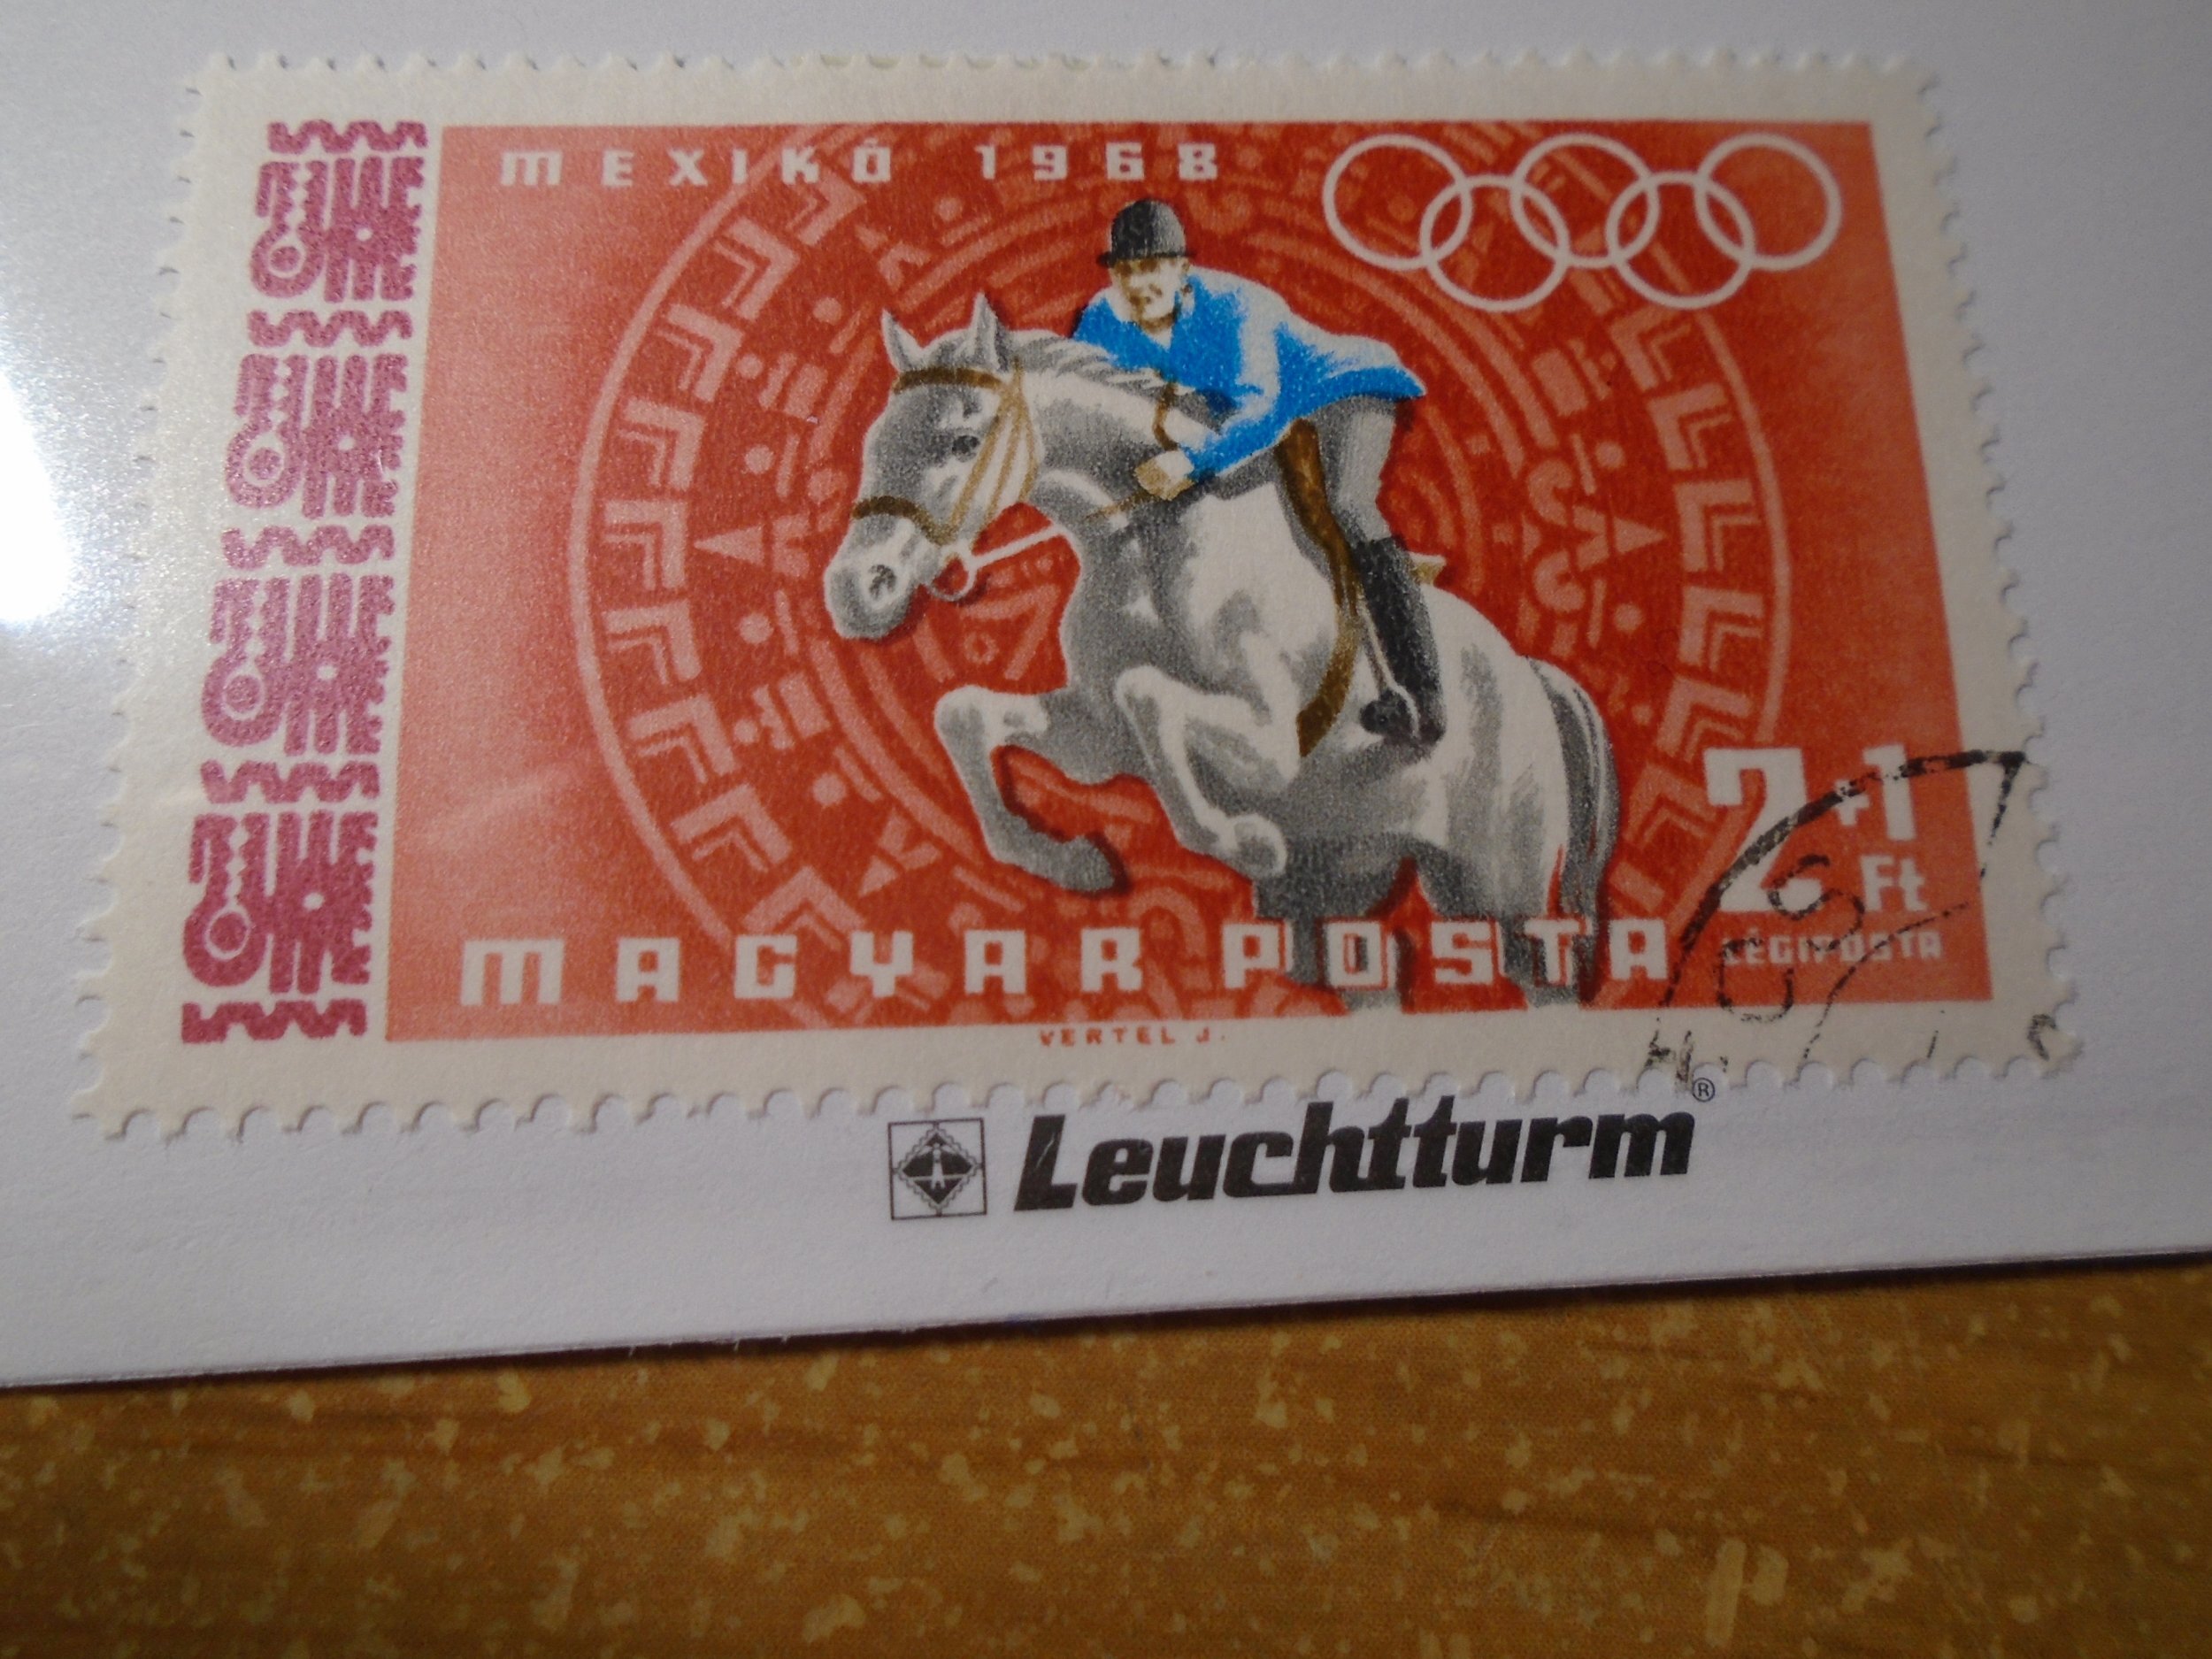 MEXIKÓ 1968
2+1
Ft
MAGYAR POSTA
LÉGIPOSTA
VERTEL J.
Leuchtturm®